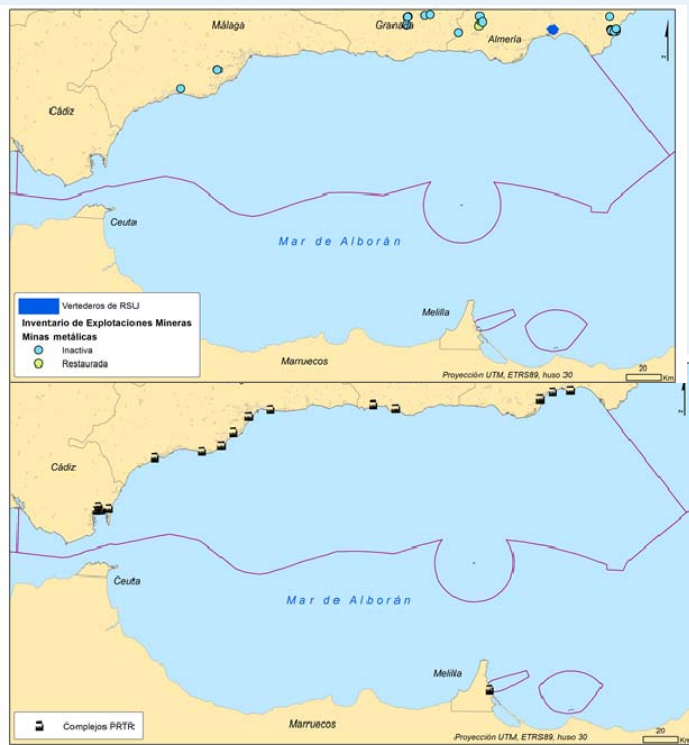 Málaga
Granada
Almería
Cádiz
Ceuta
Mar de Alborán
Vertederos de RSU
Inventario de Explotaciones Mineras
Minas metálicas
Inactiva
Restaurada
Melilla
Marruecos
Proyección UTM, ETRS89, huso 30
20
Km
Cádiz
Ceuta
Mar de Alborán
Melilla
Complejos PRTR
Marruecos
Proyección UTM, ETRS89, huso 30
20
Km